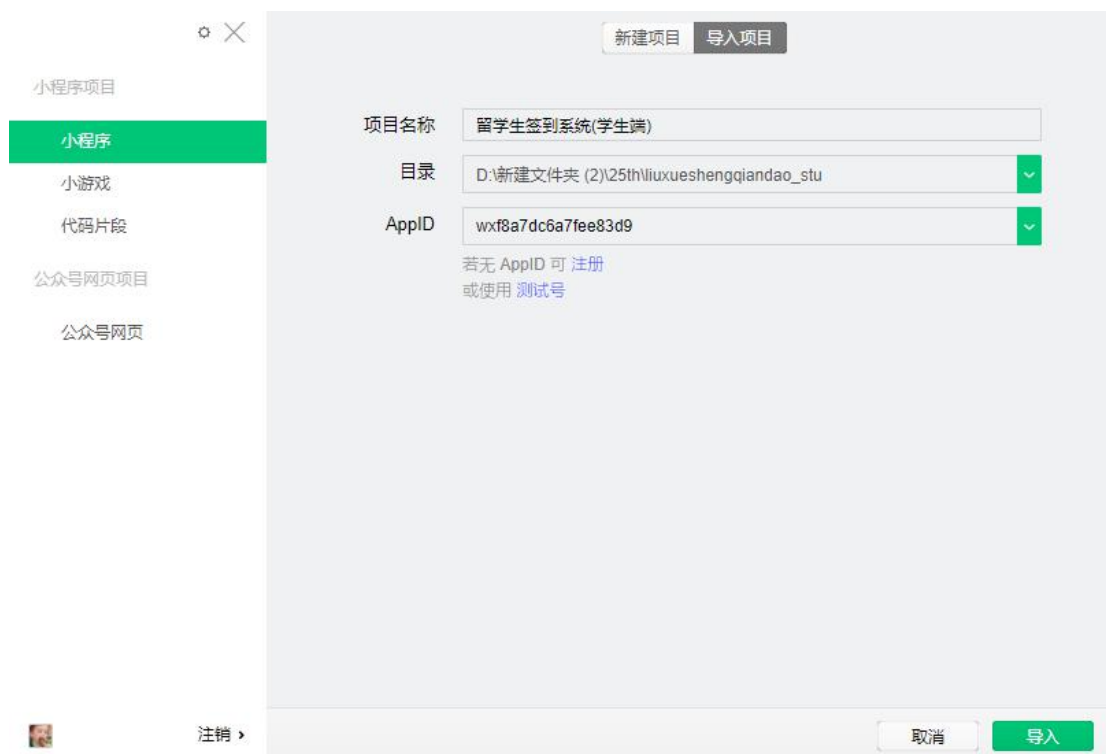 新建项目 导入项目
小程序项目
小程序
小游戏
代码片段
公众号网页项目
公众号网页
注销 ›
项目名称 留学生签到系统(学生端)
目录 D:\新建文件夹 (2)\25th\liuxueshengqiandao_stu
AppID wxf8a7dc6a7fee83d9
若无 AppID 可 注册
或使用 测试号
取消 导入